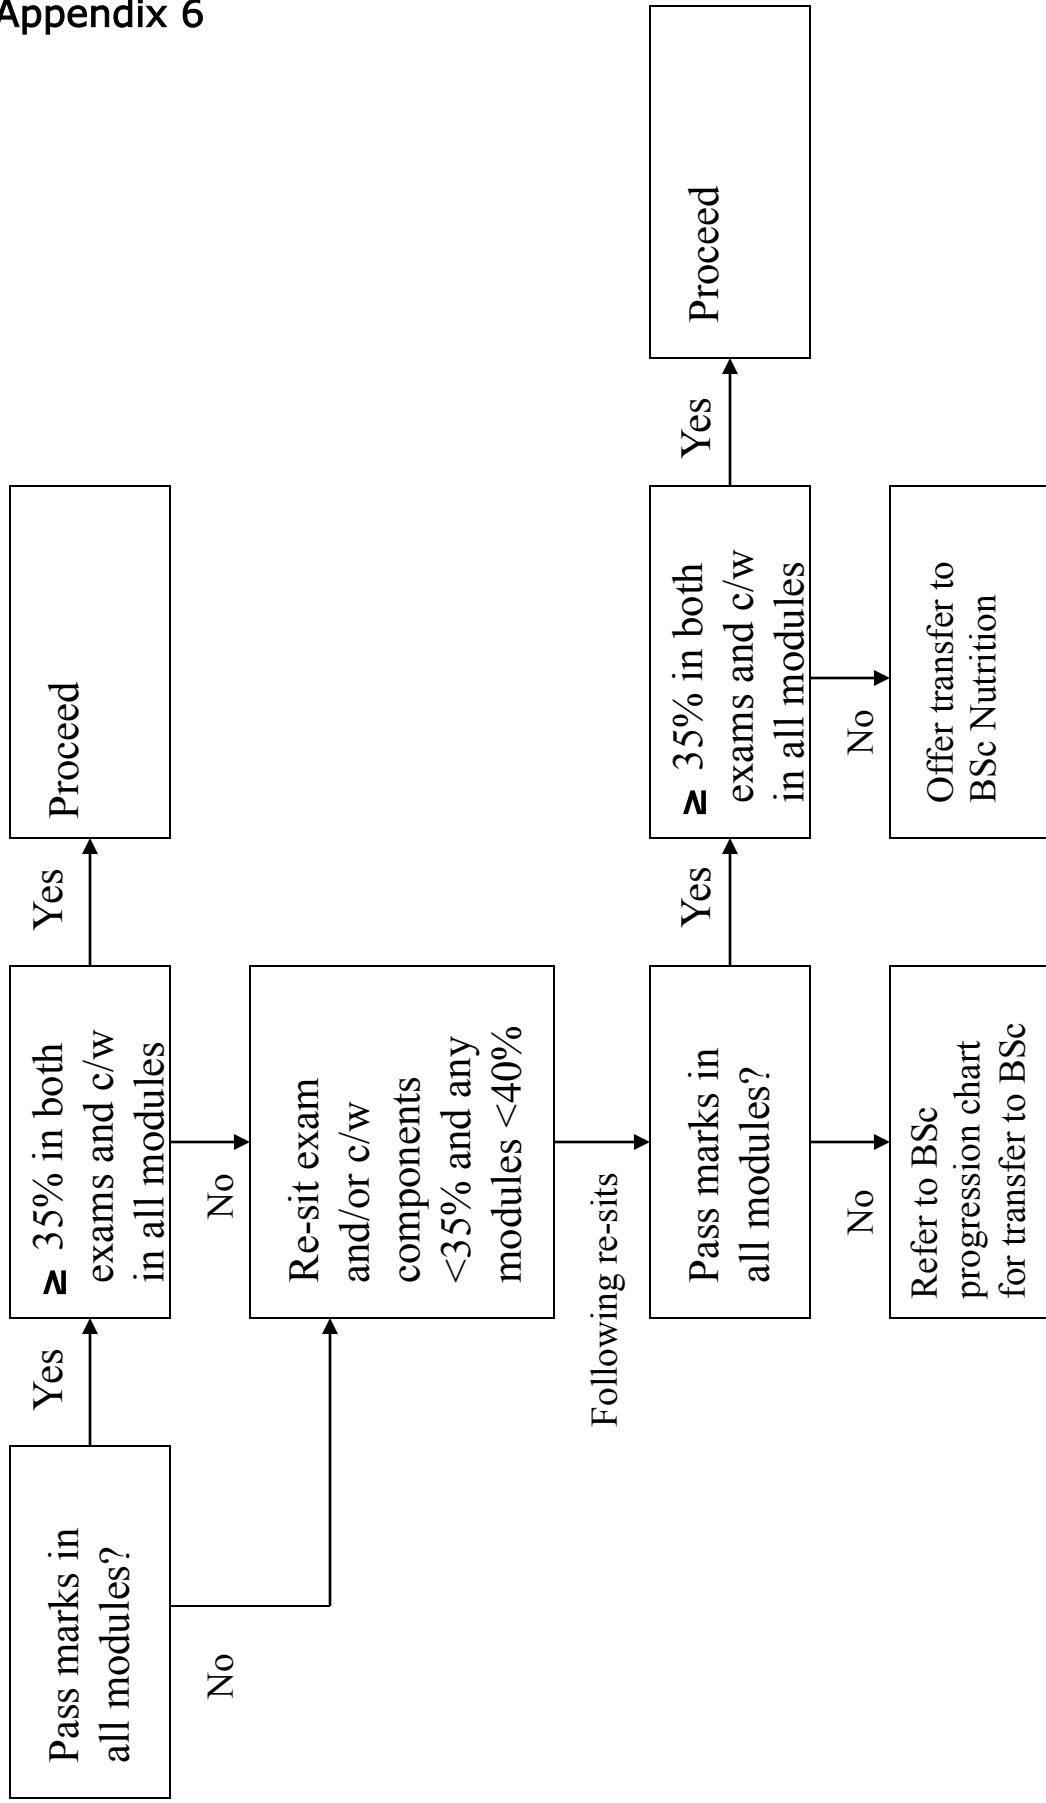 Appendix 6
Pass marks in
all modules?
Yes
No
≥ 35% in both
exams and c/w
in all modules
Yes
No
Proceed
Re-sit exam
and/or c/w
components
<35% and any
modules <40%
Following re-sits
Pass marks in
all modules?
Yes
No
≥ 35% in both
exams and c/w
in all modules
Yes
No
Proceed
Refer to BSc
progression chart
for transfer to BSc
Offer transfer to
BSc Nutrition